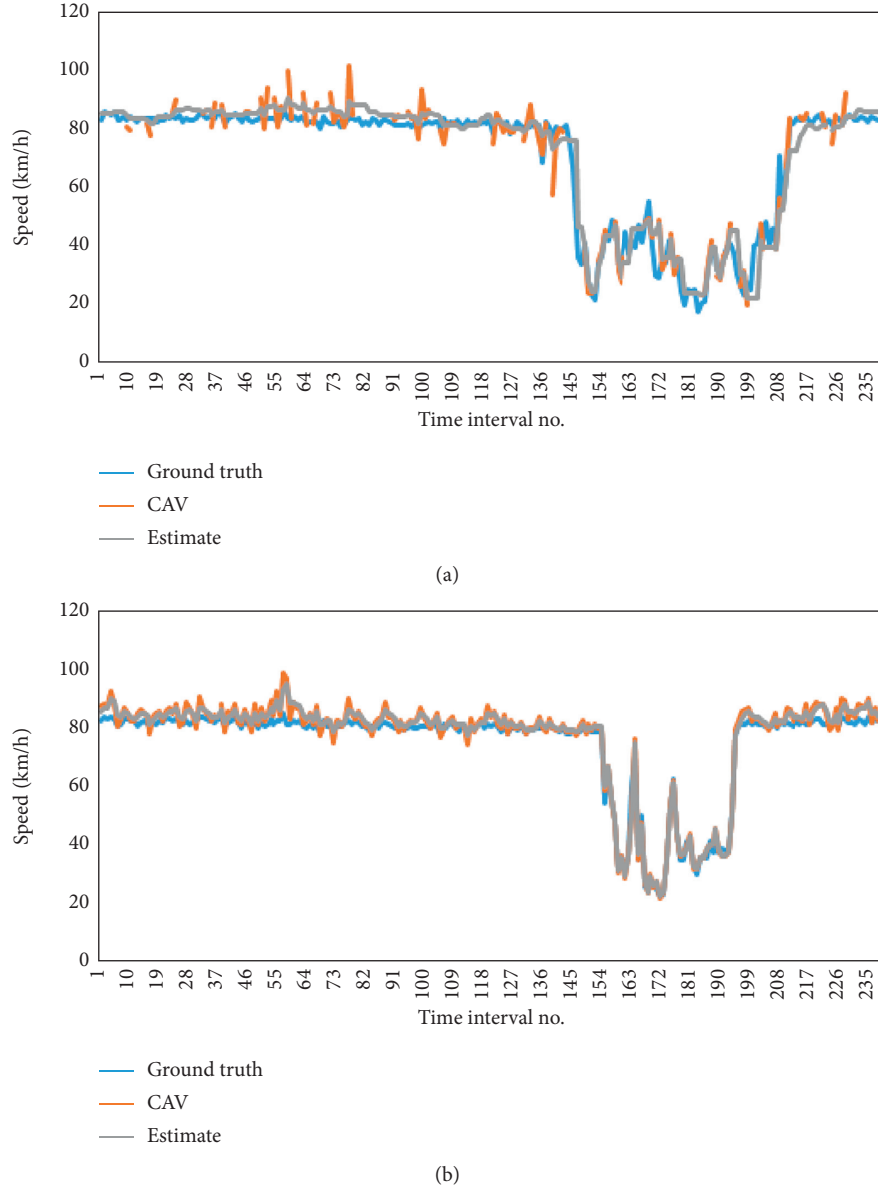 120
100
80
60
40
20
0
Speed (km/h)
1 10 19 28 37 46 55 64 73 82 91 100 109 118 127 136 145 154 163 172 181 190 199 208 217 226 235
Time interval no.
Ground truth
CAV
Estimate
(a)
120
100
80
60
40
20
0
Speed (km/h)
1 10 19 28 37 46 55 64 73 82 91 100 109 118 127 136 145 154 163 172 181 190 199 208 217 226 235
Time interval no.
Ground truth
CAV
Estimate
(b)